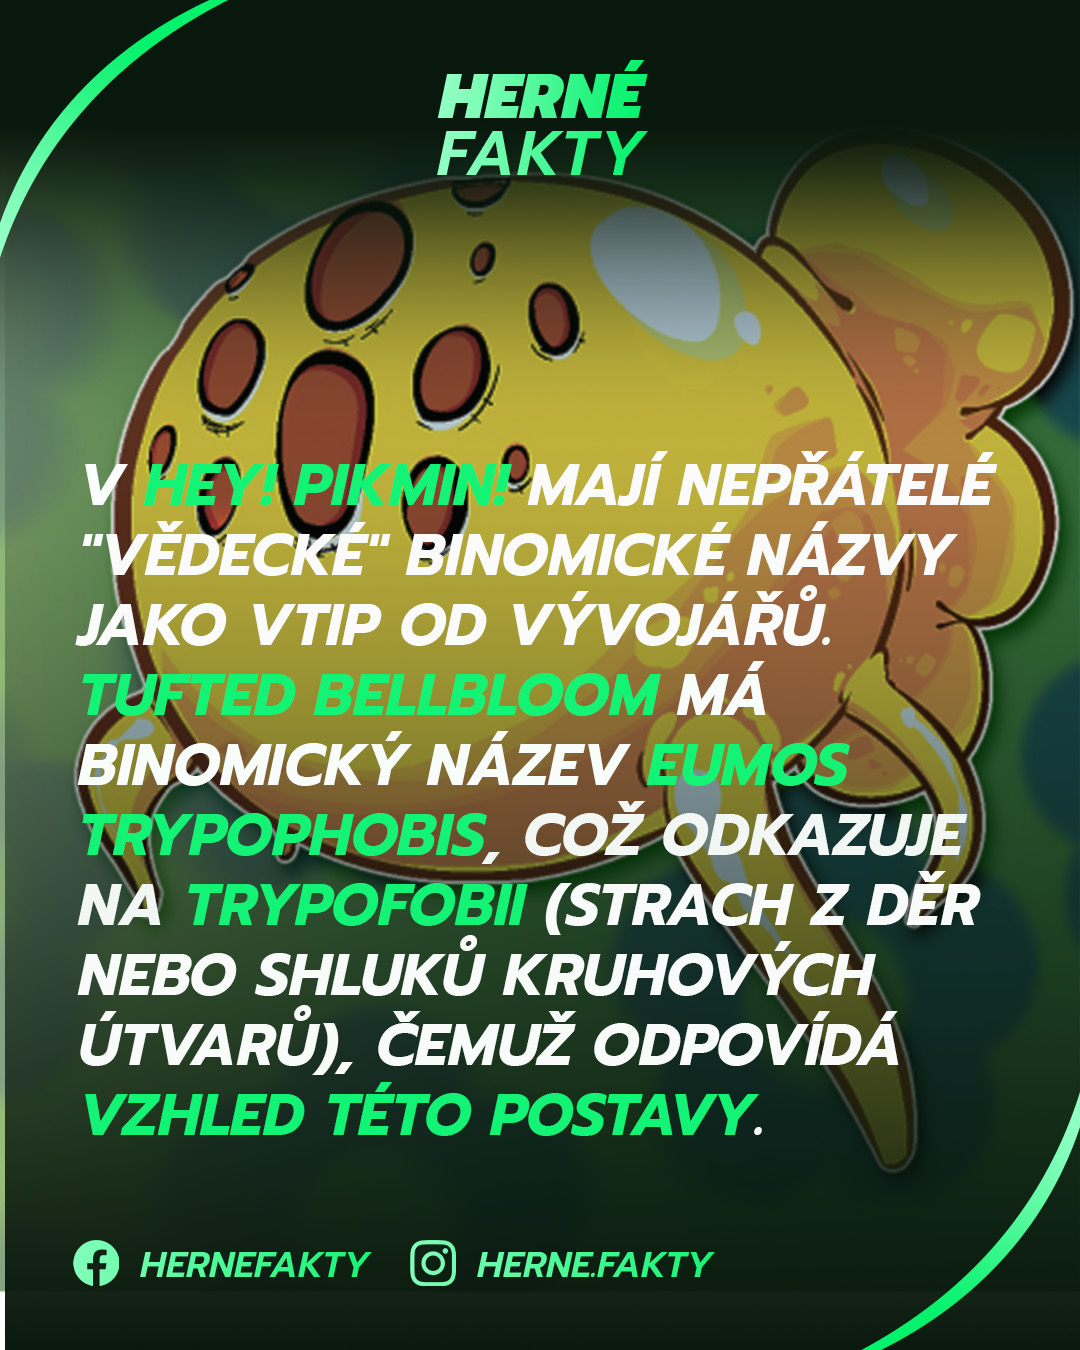 HERNÉ
FAKTY
V HEY! PIKMIN! MAJÍ NEPŘÁTELÉ
"VĚDECKÉ" BINOMICKÉ NÁZVY
JAKO VTIP OD VÝVOJÁŘŮ.
TUFTED BELLBLOOM MÁ
BINOMICKÝ NÁZEV EUMOS
TRYPOPHOBIS, COŽ ODKAZUJE
NA TRYPOFOBII (STRACH Z DĚR
NEBO SHLUKŮ KRUHOVÝCH
ÚTVARŮ), ČEMUŽ ODPOVÍDÁ
VZHLED TÉTO POSTAVY.
HERNEFAKTY HERNE.FAKTY